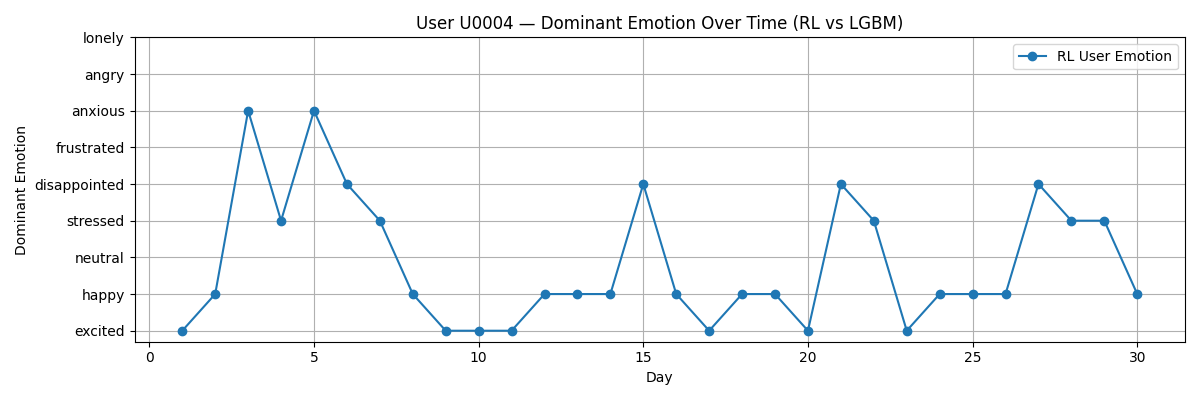 User U0004 — Dominant Emotion Over Time (RL vs LGBM)
RL User Emotion
Dominant Emotion
lonely
angry
anxious
frustrated
disappointed
stressed
neutral
happy
excited
0 5 10 15 20 25 30
Day